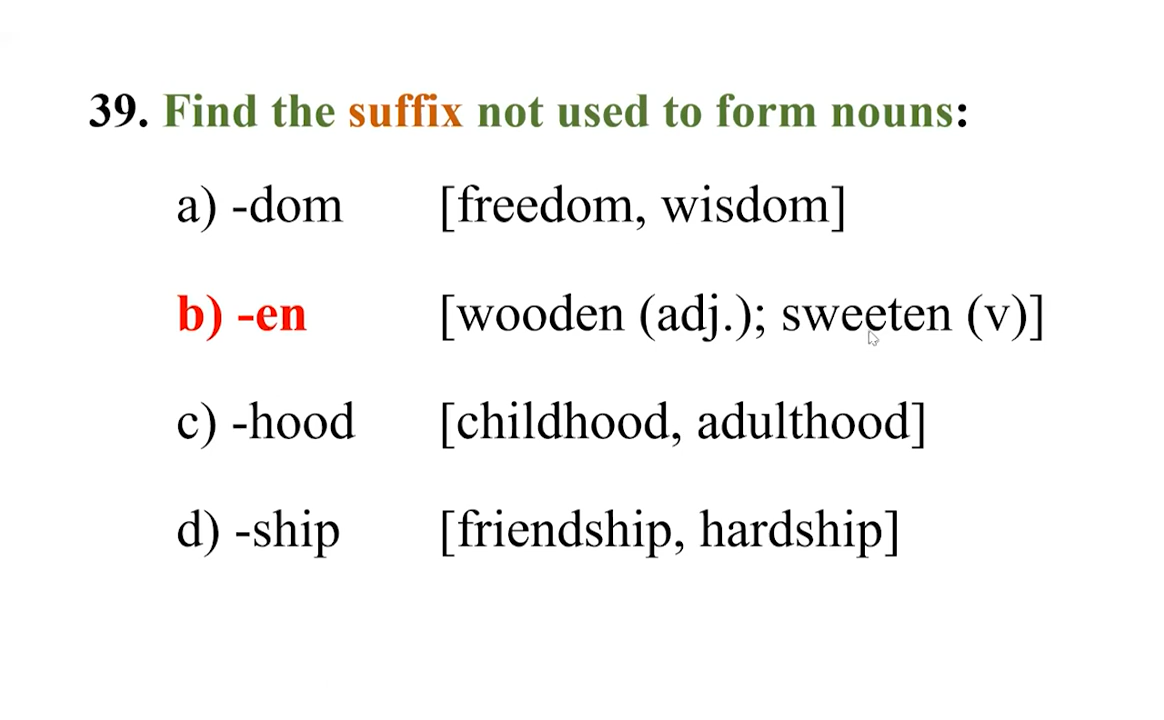 39. Find the suffix not used to form nouns:
a) -dom [freedom, wisdom]
b) -en [wooden (adj.); sweeten (v)]
c) -hood [childhood, adulthood]
d) -ship [friendship, hardship]